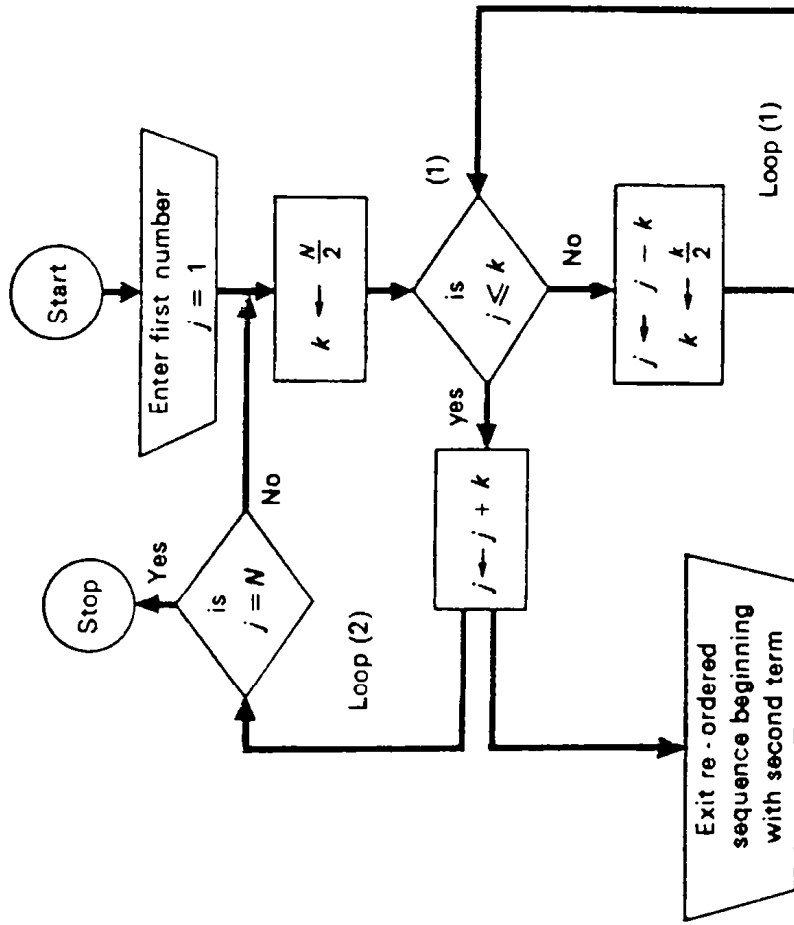 Start
Enter first number
j = 1
k ← N/2
(1)
is
j ⩽ k
No
j ← j − k
k ← k/2
Loop (1)
yes
j ← j + k
Loop (2)
is
j = N
No
Yes
Stop
Exit re - ordered
sequence beginning
with second term